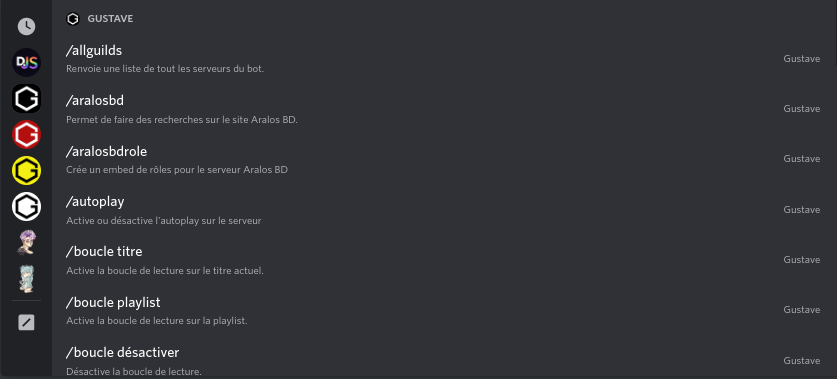 GUSTAVE
/allguilds
Renvoie une liste de tout les serveurs du bot.
Gustave
/aralosbd
Permet de faire des recherches sur le site Aralos BD.
Gustave
/aralosbdrole
Crée un embed de rôles pour le serveur Aralos BD
Gustave
/autoplay
Active ou désactive l'autoplay sur le serveur
Gustave
/boucle titre
Active la boucle de lecture sur le titre actuel.
Gustave
/boucle playlist
Active la boucle de lecture sur la playlist.
Gustave
/boucle désactiver
Désactive la boucle de lecture.
Gustave
DJS